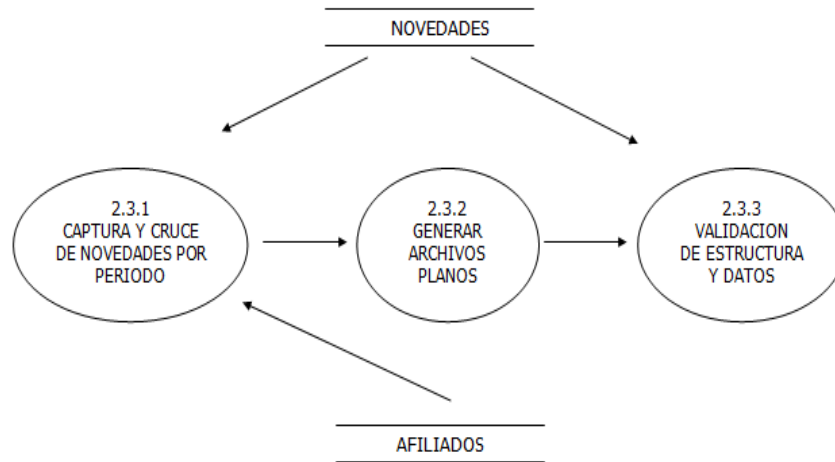 NOVEDADES
2.3.1
CAPTURA Y CRUCE
DE NOVEDADES POR
PERIODO
2.3.2
GENERAR
ARCHIVOS
PLANOS
2.3.3
VALIDACION
DE ESTRUCTURA
Y DATOS
AFILIADOS